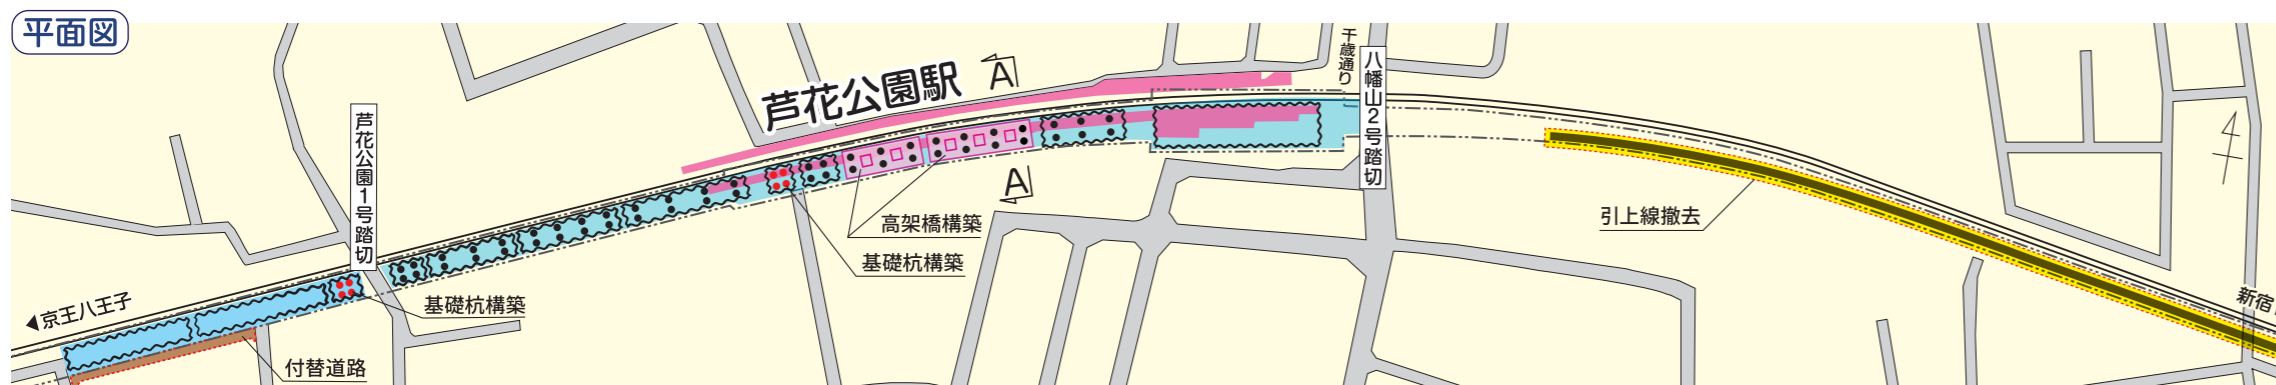 平面図
芦花公園駅
A
千歳通り
八幡山2号踏切
芦花公園1号踏切
A
引上線撤去
高架橋構築
基礎杭構築
基礎杭構築
京王八王子
新宿
付替道路